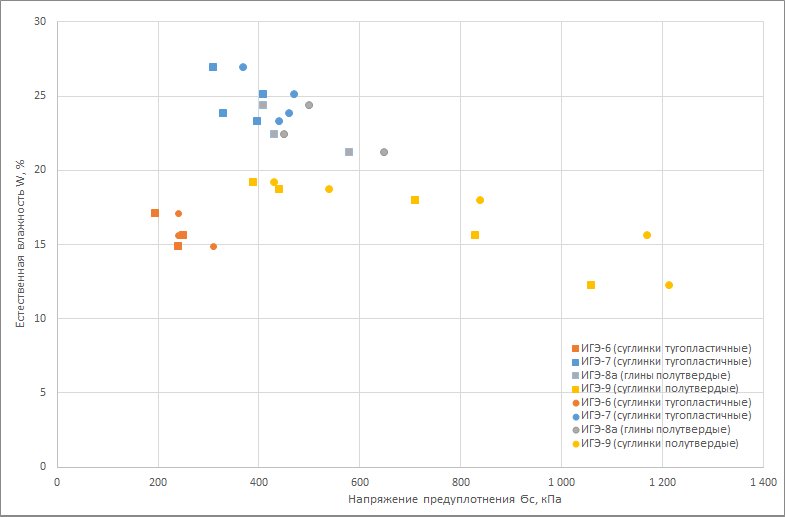 30
25
20
15
10
5
0
Естественная влажность W, %
0 200 400 600 800 1 000 1 200 1 400
Напряжение предуплотнения Ϭс, кПа
ИГЭ-6 (суглинки тугопластичные)
ИГЭ-7 (суглинки тугопластичные)
ИГЭ-8а (глины полутвердые)
ИГЭ-9 (суглинки полутвердые)
ИГЭ-6 (суглинки тугопластичные)
ИГЭ-7 (суглинки тугопластичные)
ИГЭ-8а (глины полутвердые)
ИГЭ-9 (суглинки полутвердые)